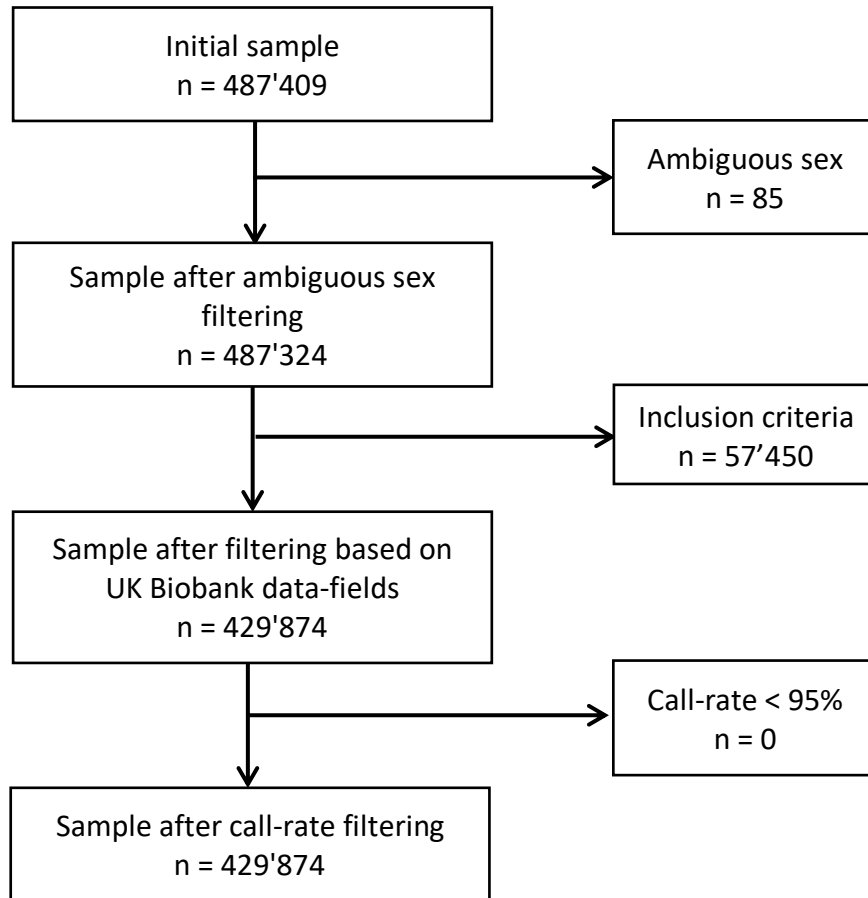 Initial sample
n = 487'409
Ambiguous sex
n = 85
Sample after ambiguous sex
filtering
n = 487'324
Inclusion criteria
n = 57’450
Sample after filtering based on
UK Biobank data-fields
n = 429'874
Call-rate < 95%
n = 0
Sample after call-rate filtering
n = 429'874